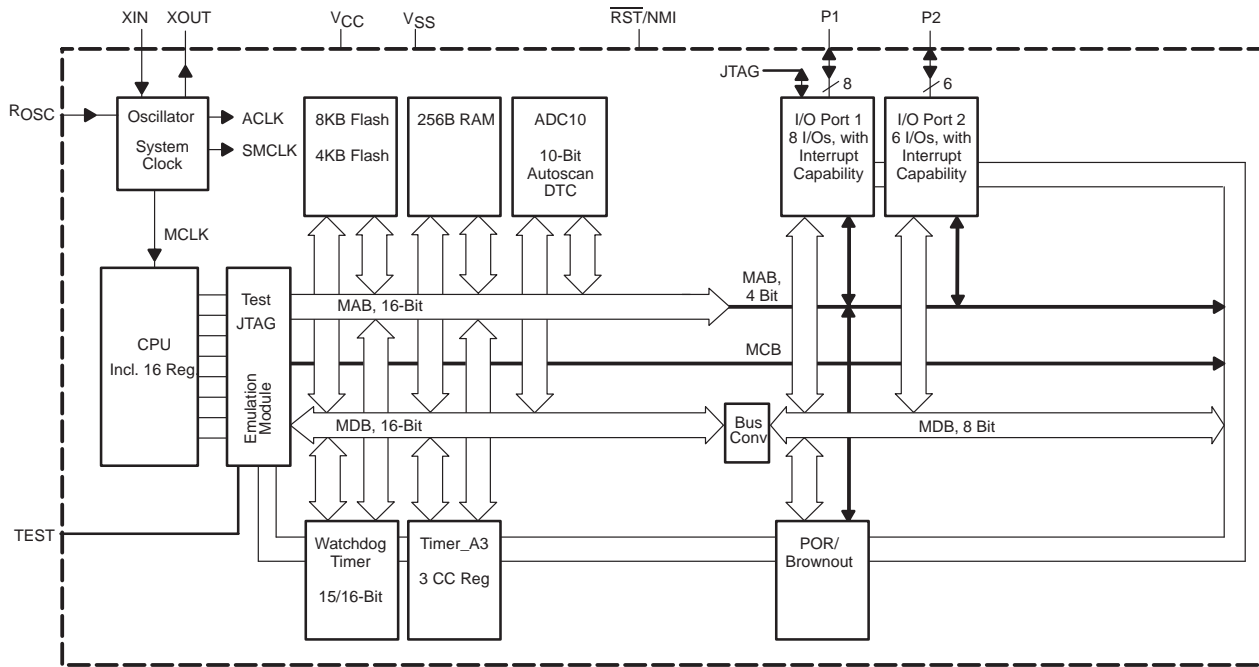 XIN
XOUT
VCC
VSS
RST/NMI
P1
P2
JTAG
8
6
ROSC
Oscillator
System
Clock
ACLK
SMCLK
8KB Flash
4KB Flash
256B RAM
ADC10
10-Bit
Autoscan
DTC
I/O Port 1
8 I/Os, with
Interrupt
Capability
I/O Port 2
6 I/Os, with
Interrupt
Capability
MCLK
Test
JTAG
Emulation
Module
CPU
Incl. 16 Reg.
MAB, 16-Bit
MAB,
4 Bit
MCB
MDB, 16-Bit
Bus
Conv
MDB, 8 Bit
TEST
Watchdog
Timer
15/16-Bit
Timer_A3
3 CC Reg
POR/
Brownout